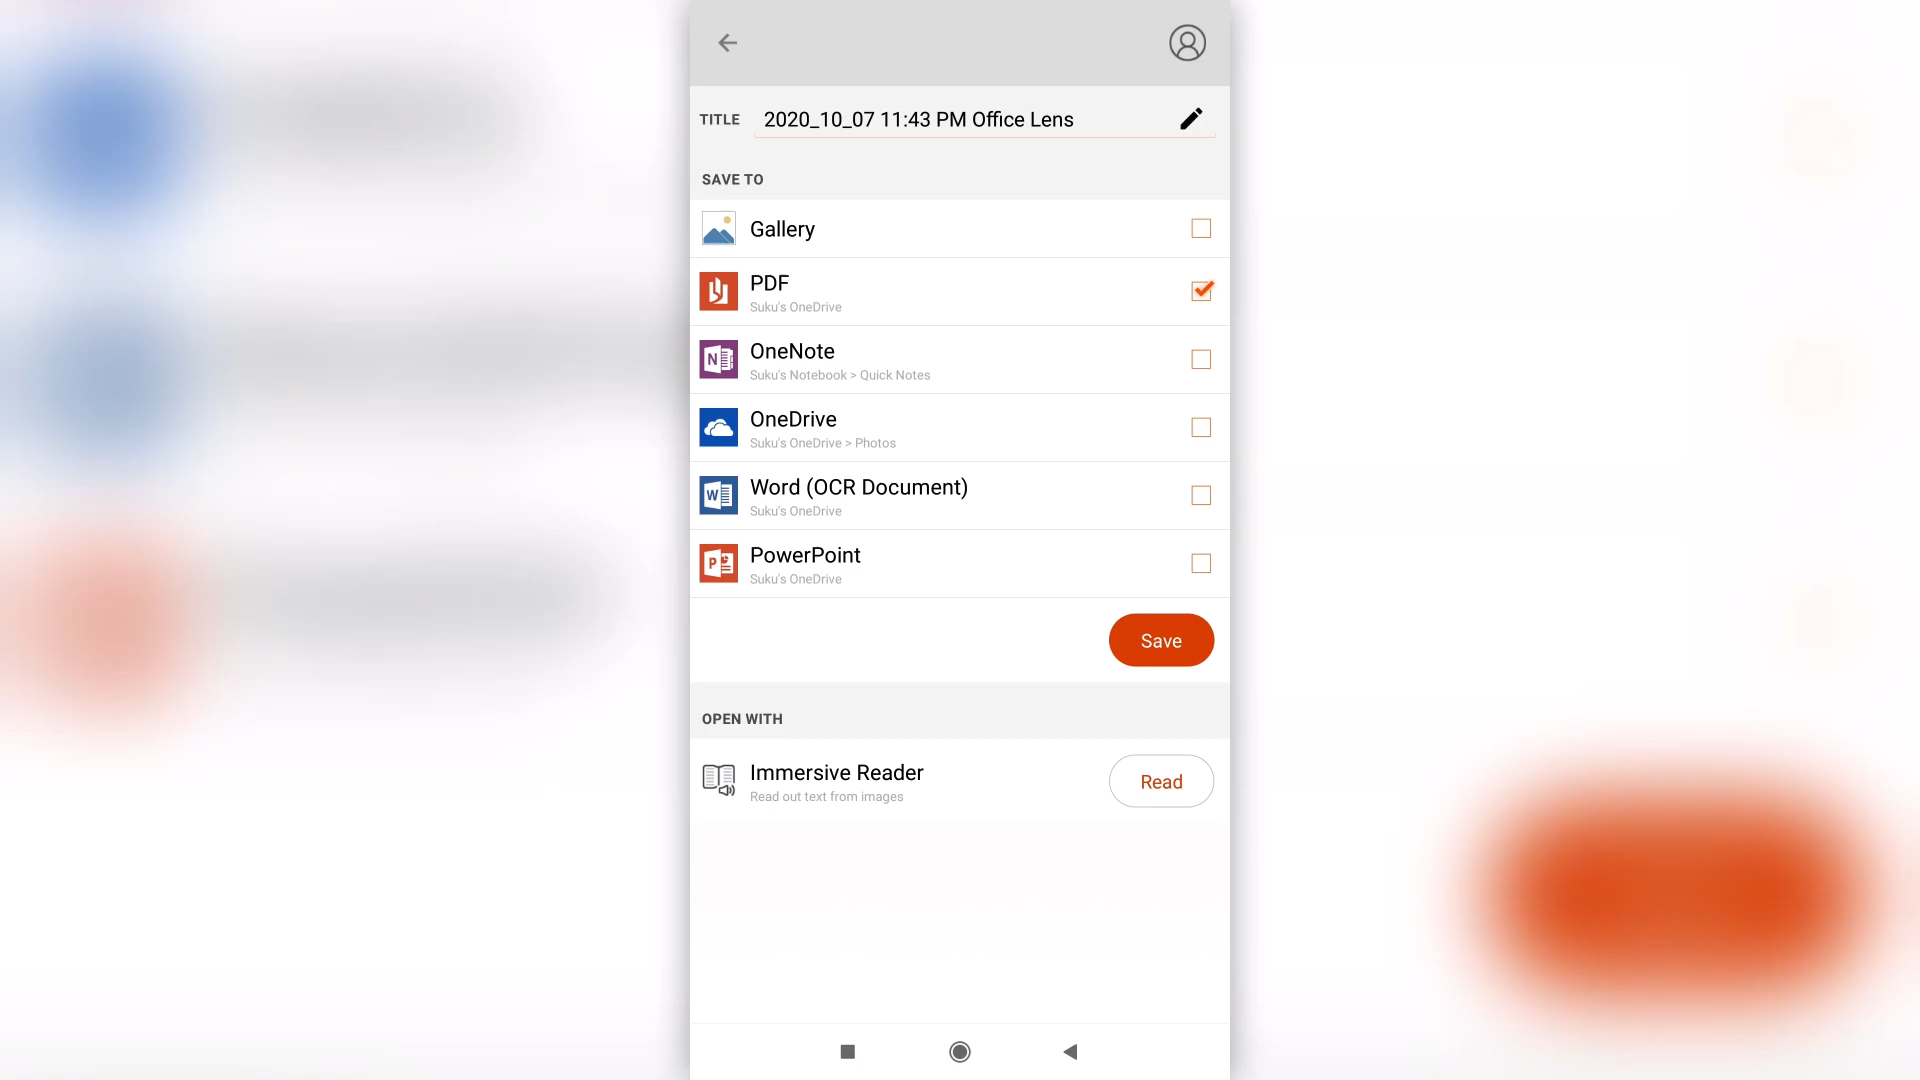 TITLE 2020_10_07 11:43 PM Office Lens
SAVE TO
Gallery
PDF
Suku's OneDrive
OneNote
Suku's Notebook > Quick Notes
OneDrive
Suku's OneDrive > Photos
Word (OCR Document)
Suku's OneDrive
PowerPoint
Suku's OneDrive
Save
OPEN WITH
Immersive Reader
Read out text from images
Read